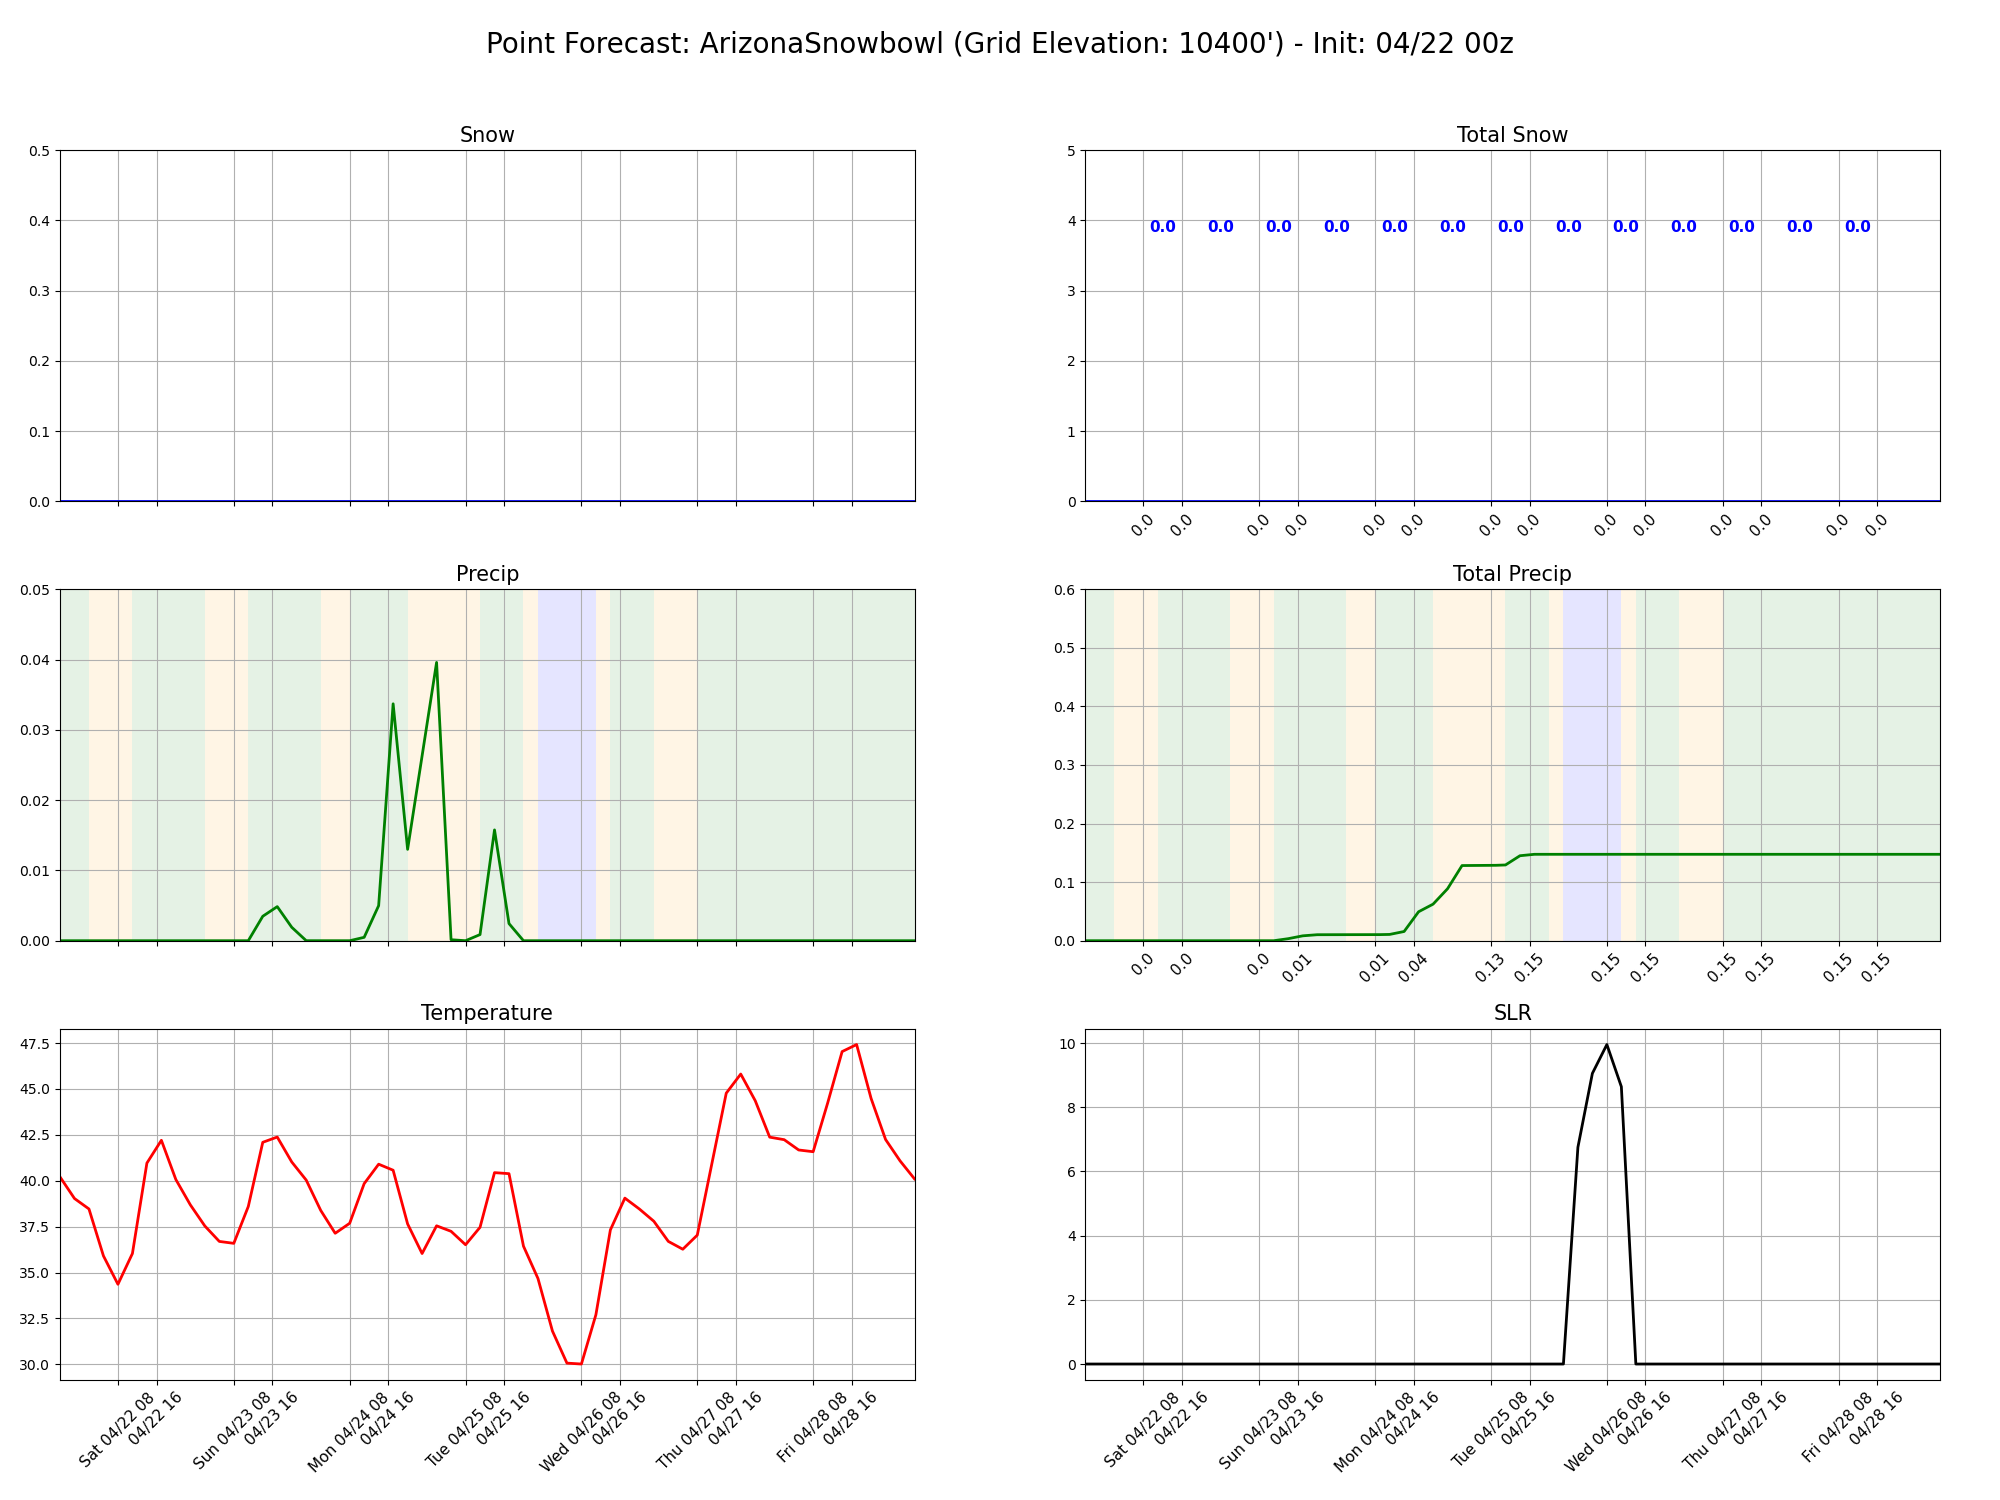 Point Forecast: ArizonaSnowbowl (Grid Elevation: 10400') - Init: 04/22 00z
Snow
0.5
0.4
0.3
0.2
0.1
0.0
Total Snow
5
4
3
2
1
0
0.0 0.0 0.0 0.0 0.0 0.0 0.0 0.0 0.0 0.0 0.0 0.0 0.0
0.0 0.0 0.0 0.0 0.0 0.0 0.0 0.0 0.0 0.0 0.0 0.0 0.0 0.0
Precip
0.05
0.04
0.03
0.02
0.01
0.00
Total Precip
0.6
0.5
0.4
0.3
0.2
0.1
0.0
0.0 0.0 0.0 0.01 0.01 0.04 0.13 0.15 0.15 0.15 0.15 0.15 0.15 0.15
Temperature
47.5
45.0
42.5
40.0
37.5
35.0
32.5
30.0
Sat 04/22 08
04/22 16
Sun 04/23 08
04/23 16
Mon 04/24 08
04/24 16
Tue 04/25 08
04/25 16
Wed 04/26 08
04/26 16
Thu 04/27 08
04/27 16
Fri 04/28 08
04/28 16
SLR
10
8
6
4
2
0
Sat 04/22 08
04/22 16
Sun 04/23 08
04/23 16
Mon 04/24 08
04/24 16
Tue 04/25 08
04/25 16
Wed 04/26 08
04/26 16
Thu 04/27 08
04/27 16
Fri 04/28 08
04/28 16